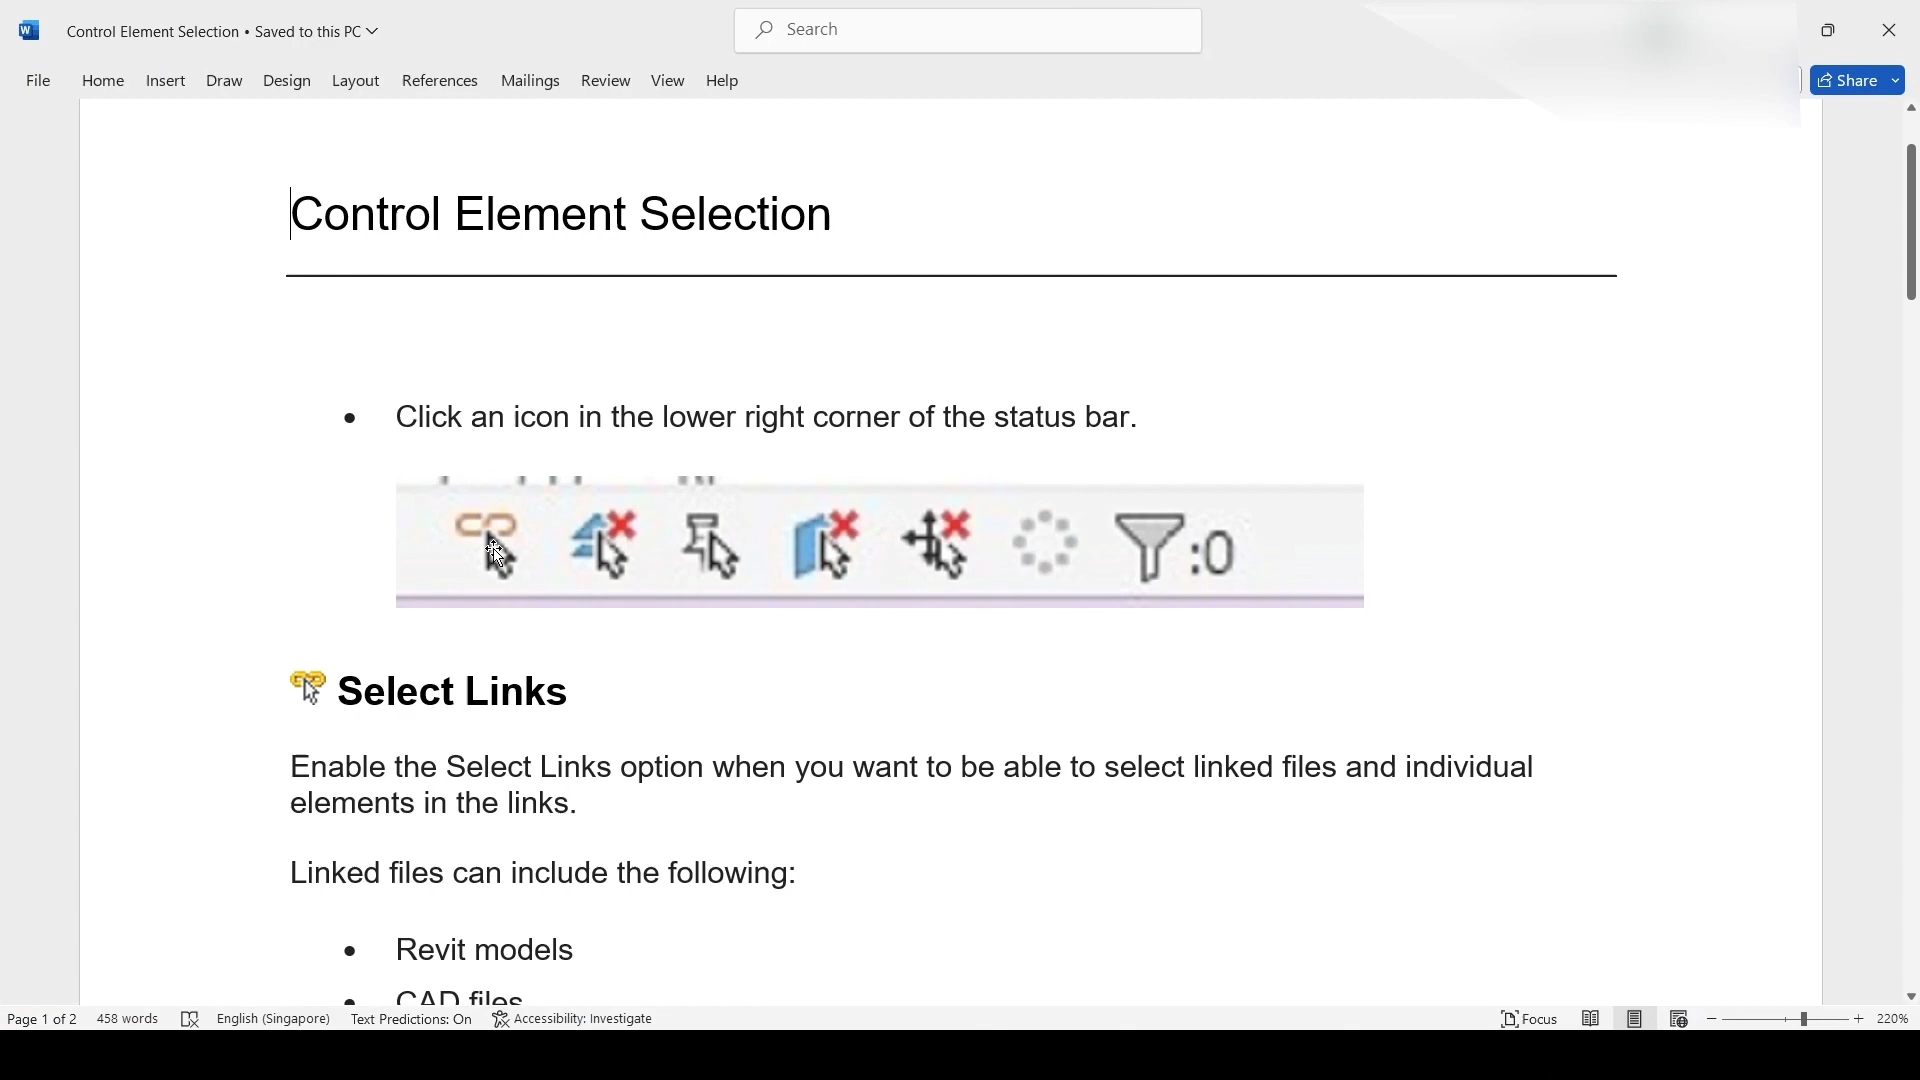 Control Element Selection • Saved to this PC
Search
File Home Insert Draw Design Layout References Mailings Review View Help
Share
Control Element Selection
• Click an icon in the lower right corner of the status bar.
:0
Select Links
Enable the Select Links option when you want to be able to select linked files and individual
elements in the links.
Linked files can include the following:
• Revit models
• CAD files
Page 1 of 2 458 words English (Singapore) Text Predictions: On Accessibility: Investigate Focus 220%